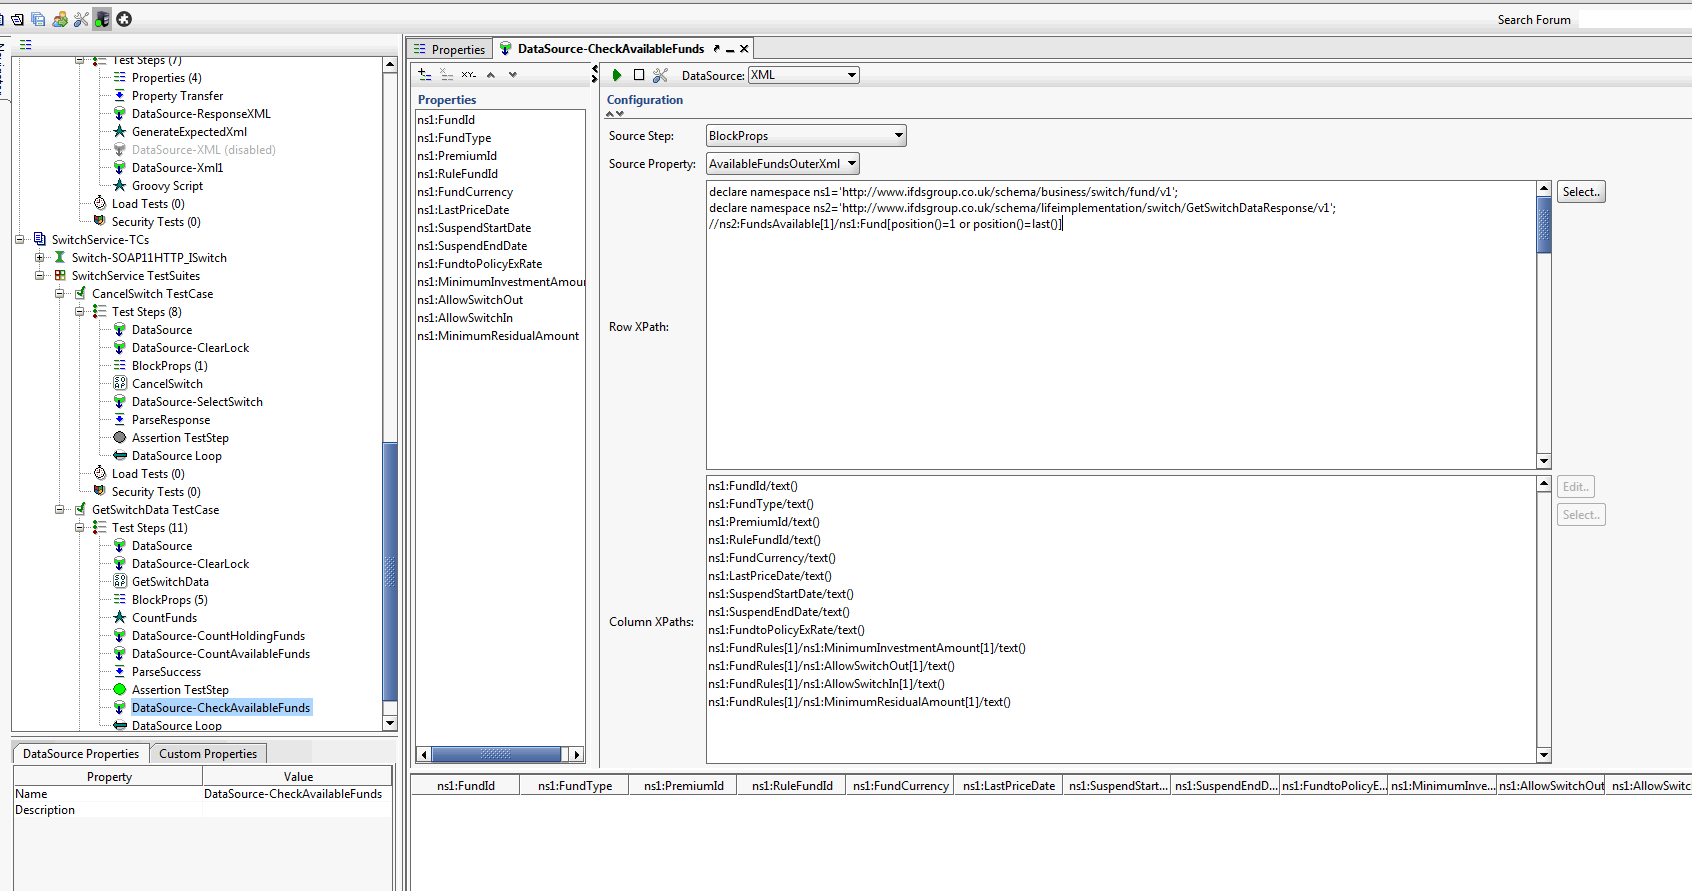 Search Forum
Properties
DataSource-CheckAvailableFunds
Test Steps (7)
Properties (4)
Property Transfer
DataSource-ResponseXML
GenerateExpectedXml
DataSource-XML (disabled)
DataSource-Xml1
Groovy Script
Load Tests (0)
Security Tests (0)
SwitchService-TCs
Switch-SOAP11HTTP_ISwitch
SwitchService TestSuites
CancelSwitch TestCase
Test Steps (8)
DataSource
DataSource-ClearLock
BlockProps (1)
CancelSwitch
DataSource-SelectSwitch
ParseResponse
Assertion TestStep
DataSource Loop
Load Tests (0)
Security Tests (0)
GetSwitchData TestCase
Test Steps (11)
DataSource
DataSource-ClearLock
GetSwitchData
BlockProps (5)
CountFunds
DataSource-CountHoldingFunds
DataSource-CountAvailableFunds
ParseSuccess
Assertion TestStep
DataSource-CheckAvailableFunds
DataSource Loop
DataSource Properties Custom Properties
Property Value
Name DataSource-CheckAvailableFunds
Description
XY-
Properties
ns1:FundId
ns1:FundType
ns1:PremiumId
ns1:RuleFundId
ns1:FundCurrency
ns1:LastPriceDate
ns1:SuspendStartDate
ns1:SuspendEndDate
ns1:FundtoPolicyExRate
ns1:MinimumInvestmentAmour
ns1:AllowSwitchOut
ns1:AllowSwitchIn
ns1:MinimumResidualAmount
DataSource: XML
Configuration
Source Step: BlockProps
Source Property: AvailableFundsOuterXml
Row XPath:
declare namespace ns1='http://www.ifdsgroup.co.uk/schema/business/switch/fund/v1';
declare namespace ns2='http://www.ifdsgroup.co.uk/schema/lifeimplementation/switch/GetSwitchDataResponse/v1';
//ns2:FundsAvailable[1]/ns1:Fund[position()=1 or position()=last()]
Select..
Column XPaths:
ns1:FundId/text()
ns1:FundType/text()
ns1:PremiumId/text()
ns1:RuleFundId/text()
ns1:FundCurrency/text()
ns1:LastPriceDate/text()
ns1:SuspendStartDate/text()
ns1:SuspendEndDate/text()
ns1:FundtoPolicyExRate/text()
ns1:FundRules[1]/ns1:MinimumInvestmentAmount[1]/text()
ns1:FundRules[1]/ns1:AllowSwitchOut[1]/text()
ns1:FundRules[1]/ns1:AllowSwitchIn[1]/text()
ns1:FundRules[1]/ns1:MinimumResidualAmount[1]/text()
Edit..
Select..
ns1:FundId ns1:FundType ns1:PremiumId ns1:RuleFundId ns1:FundCurrency ns1:LastPriceDate ns1:SuspendStart... ns1:SuspendEndD... ns1:FundtoPolicyE... ns1:MinimumInve... ns1:AllowSwitchOut ns1:AllowSwitc